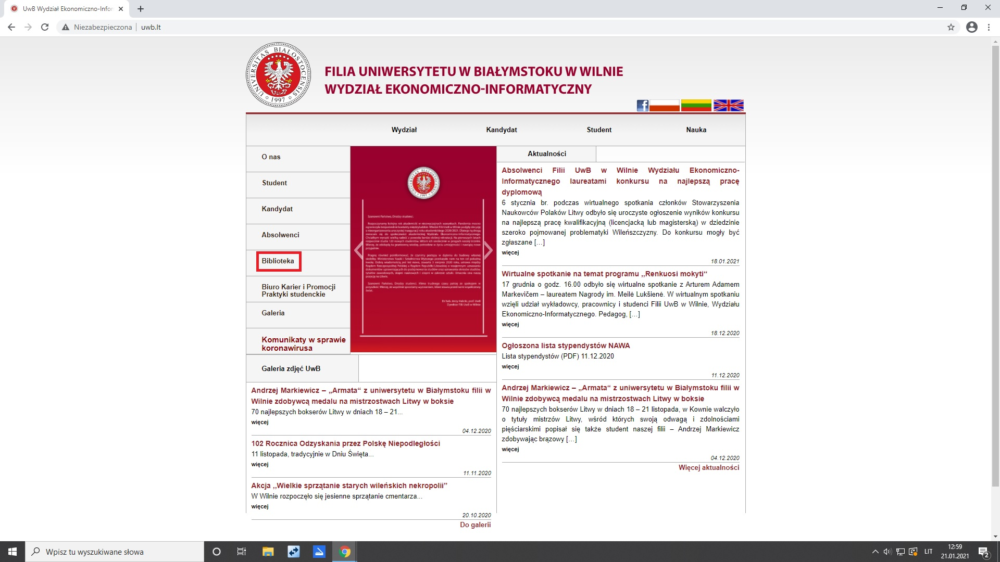 UwB Wydział Ekonomiczno-Infor
Niezabezpieczona
uwb.lt
UNIVERSITAS BIALOSTOCENSIS
1997
FILIA UNIWERSYTETU W BIAŁYMSTOKU W WILNIE
WYDZIAŁ EKONOMICZNO-INFORMATYCZNY
Wydział
Kandydat
Student
Nauka
O nas
Student
Kandydat
Absolwenci
Biblioteka
Biuro Karier i Promocji
Praktyki studenckie
Galeria
Komunikaty w sprawie
koronawirusa
Szanowni Państwo, Drodzy studenci.
Aktualności
Absolwenci Filii UwB w Wilnie Wydziału Ekonomiczno-
Informatycznego laureatami konkursu na najlepszą pracę
dyplomową
6 stycznia br. podczas wirtualnego spotkania członków Stowarzyszenia
Naukowców Polaków Litwy odbyło się uroczyste ogłoszenie wyników konkursu
na najlepszą pracę kwalifikacyjną (licencjacką lub magisterską) w dziedzinie
szeroko pojmowanej problematyki Wileńszczyzny. Do konkursu mogły być
zgłaszane […]
więcej
18.01.2021
Wirtualne spotkanie na temat programu ,,Renkuosi mokyti“
17 grudnia o godz. 16.00 odbyło się wirtualne spotkanie z Arturem Adamem
Markevičem – laureatem Nagrody im. Meilė Lukšienė. W wirtualnym spotkaniu
wzięli udział wykładowcy, pracownicy i studenci Filii UwB w Wilnie, Wydziału
Ekonomiczno-Informatycznego. Pedagog, […]
więcej
18.12.2020
Ogłoszona lista stypendystów NAWA
Lista stypendystów (PDF) 11.12.2020
więcej
11.12.2020
Andrzej Markiewicz – „Armata“ z uniwersytetu w Białymstoku filii w
Wilnie zdobywcą medalu na mistrzostwach Litwy w boksie
70 najlepszych bokserów Litwy w dniach 18 – 21 listopada, w Kownie walczyło
o tytuły mistrzów Litwy, wśród których swoją odwagą i zdolnościami
pięściarskimi popisał się także student naszej filii – Andrzej Markiewicz
zdobywając brązowy […]
więcej
04.12.2020
Więcej aktualności
Galeria zdjęć UwB
Andrzej Markiewicz – „Armata“ z uniwersytetu w Białymstoku filii w
Wilnie zdobywcą medalu na mistrzostwach Litwy w boksie
70 najlepszych bokserów Litwy w dniach 18 – 21...
więcej
04.12.2020
102 Rocznica Odzyskania przez Polskę Niepodległości
11 listopada, tradycyjnie w Dniu Święta...
więcej
11.11.2020
Akcja ,,Wielkie sprzątanie starych wileńskich nekropolii”
W Wilnie rozpoczęło się jesienne sprzątanie cmentarza...
więcej
20.10.2020
Do galerii
Wpisz tu wyszukiwane słowa
LIT
12:59
21.01.2021
2